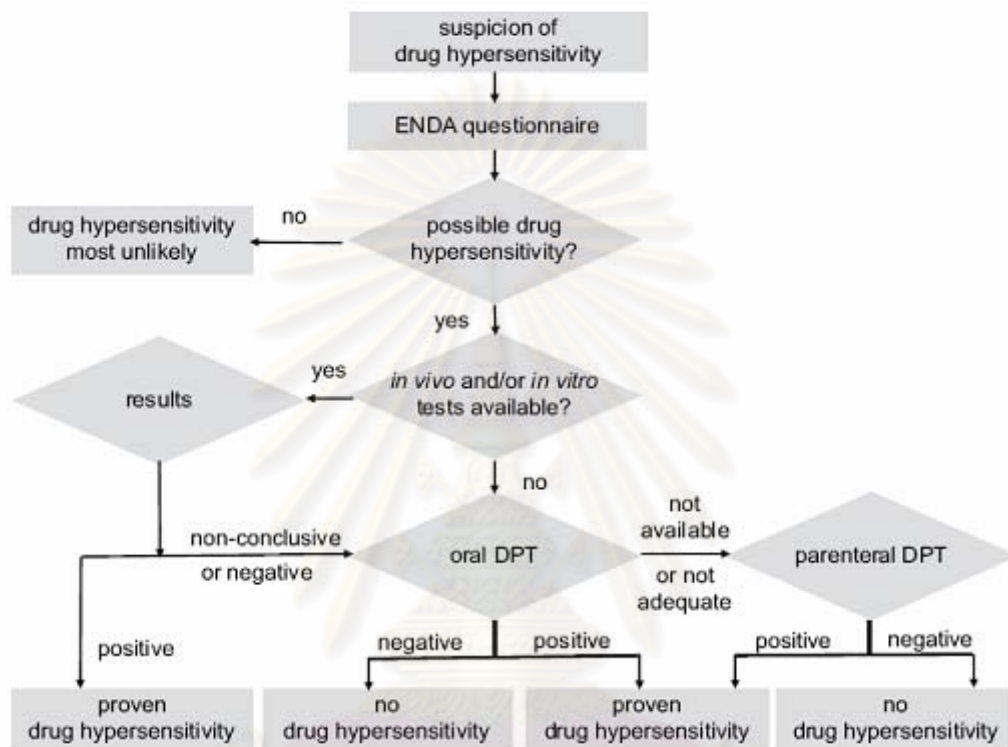 suspicion of
drug hypersensitivity
ENDA questionnaire
possible drug
hypersensitivity?
no
drug hypersensitivity
most unlikely
yes
in vivo and/or in vitro
tests available?
yes
results
no
non-conclusive
or negative
oral DPT
not
available
or not
adequate
parenteral DPT
positive
negative
positive
positive
negative
proven
drug hypersensitivity
no
drug hypersensitivity
proven
drug hypersensitivity
no
drug hypersensitivity